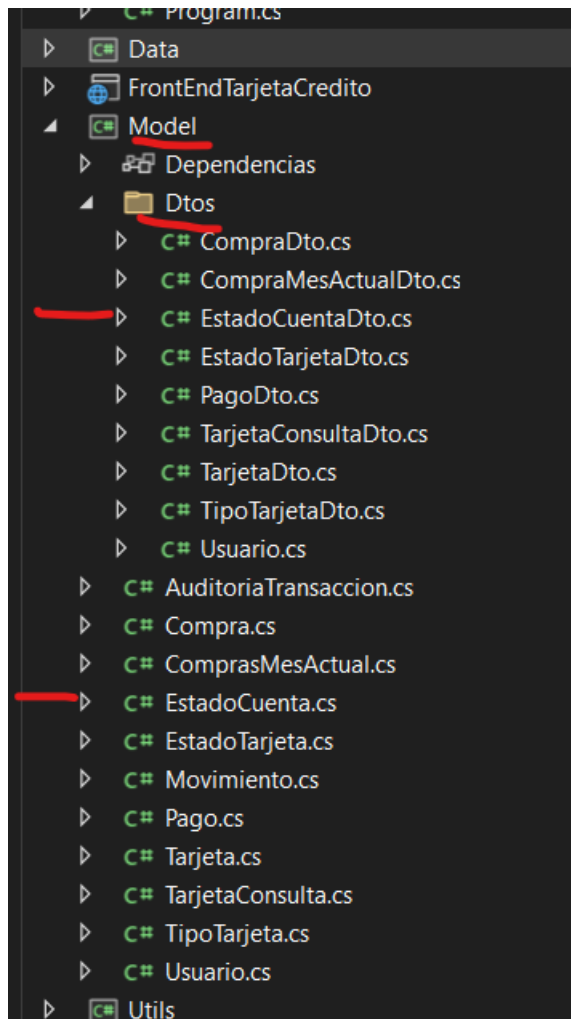 C# Program.cs
C# Data
FrontEndTarjetaCredito
C# Model
Dependencias
Dtos
C# CompraDto.cs
C# CompraMesActualDto.cs
C# EstadoCuentaDto.cs
C# EstadoTarjetaDto.cs
C# PagoDto.cs
C# TarjetaConsultaDto.cs
C# TarjetaDto.cs
C# TipoTarjetaDto.cs
C# Usuario.cs
C# AuditoriaTransaccion.cs
C# Compra.cs
C# ComprasMesActual.cs
C# EstadoCuenta.cs
C# EstadoTarjeta.cs
C# Movimiento.cs
C# Pago.cs
C# Tarjeta.cs
C# TarjetaConsulta.cs
C# TipoTarjeta.cs
C# Usuario.cs
C# Utils